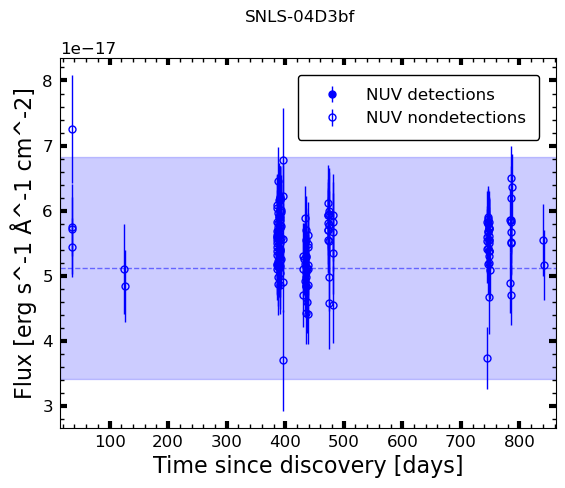 SNLS-04D3bf
1e−17
8
7
6
5
4
3
Flux [erg s^-1 Å^-1 cm^-2]
NUV detections
NUV nondetections
100 200 300 400 500 600 700 800
Time since discovery [days]